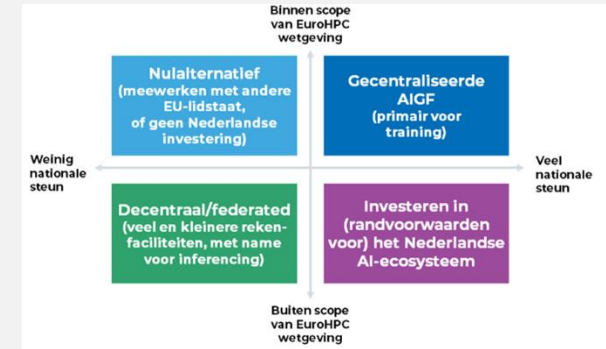 Binnen scope
van EuroHPC
wetgeving
Nulalternatief
(meewerken met andere
EU-lidstaat,
of geen Nederlandse
investering)
Gecentraliseerde
AIGF
(primair voor
training)
Weinig
nationale
steun
Veel
nationale
steun
Decentraal/federated
(veel en kleinere reken-
faciliteiten, met name
voor inferencing)
Investeren in
(randvoorwaarden
voor) het Nederlandse
AI-ecosysteem
Buiten scope
van EuroHPC
wetgeving